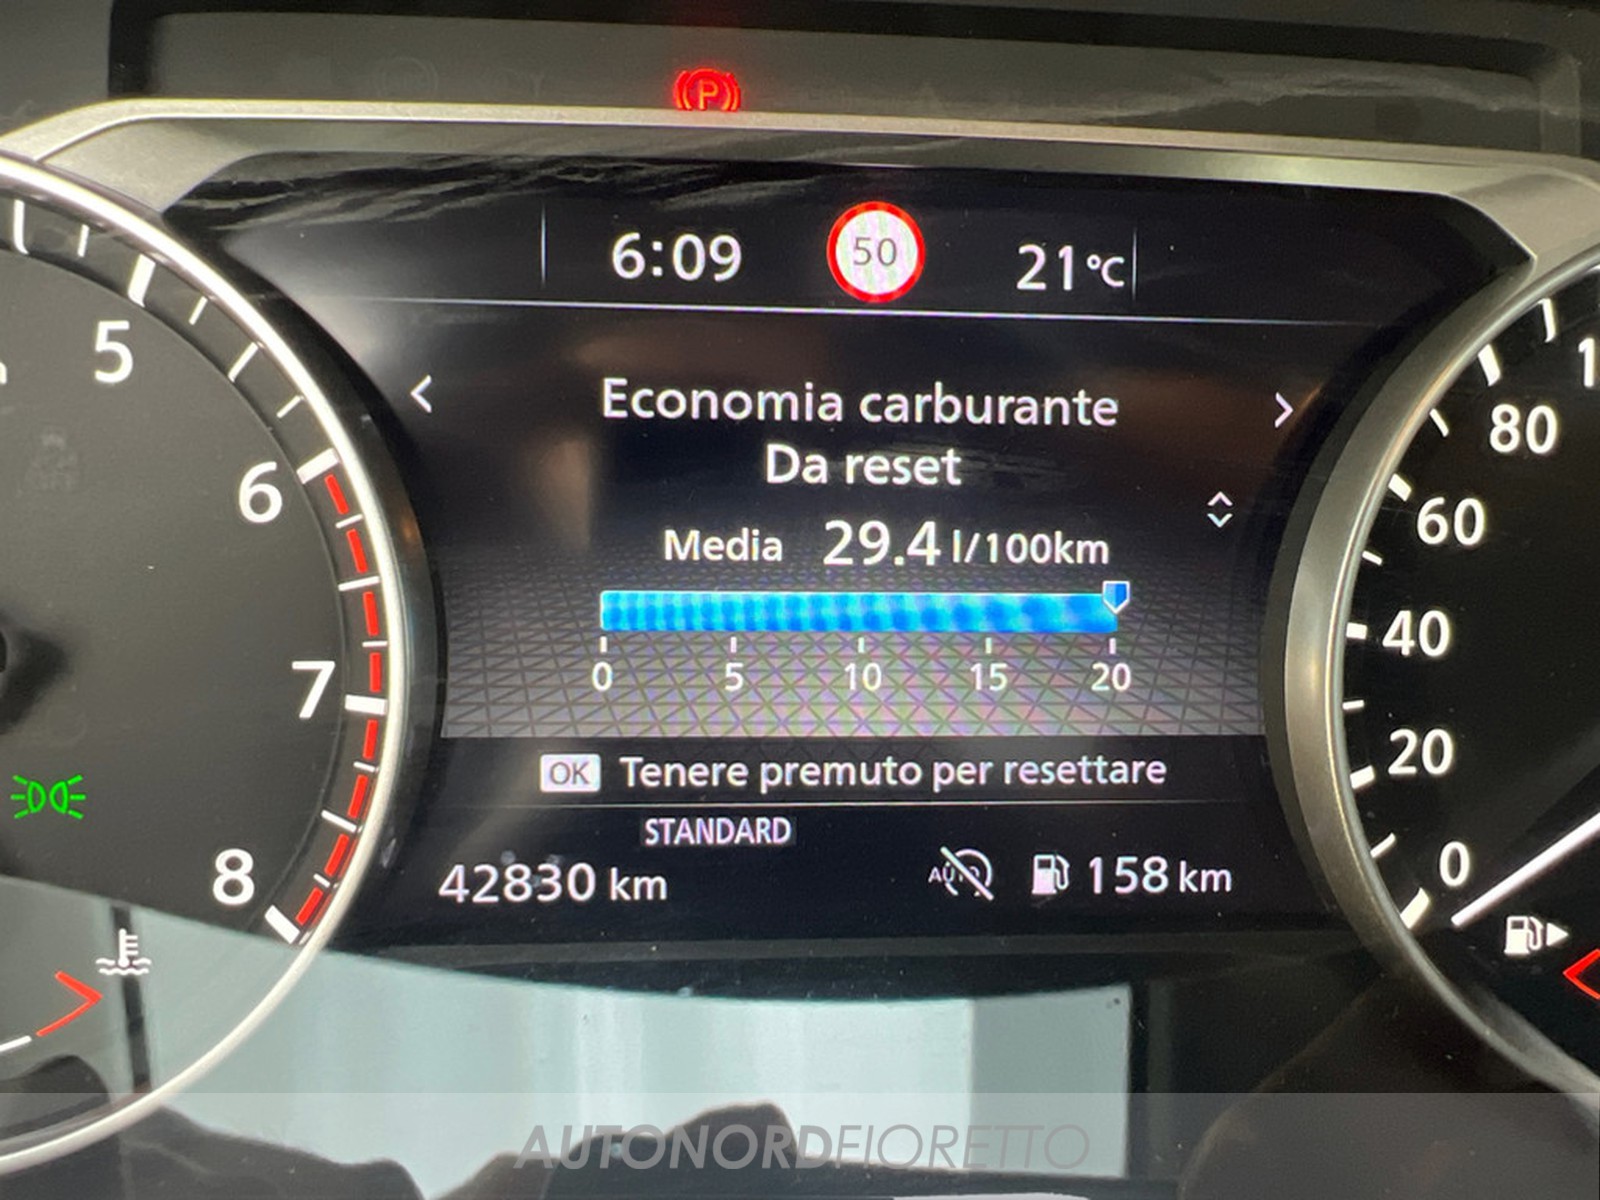 P
6:09
50
21°C
Economia carburante
Da reset
Media 29.4 l/100km
0 5 10 15 20
OK Tenere premuto per resettare
STANDARD
42830 km
AUTO
158 km
5
6
7
8
80
60
40
20
0
AUTONORDFIORETTO